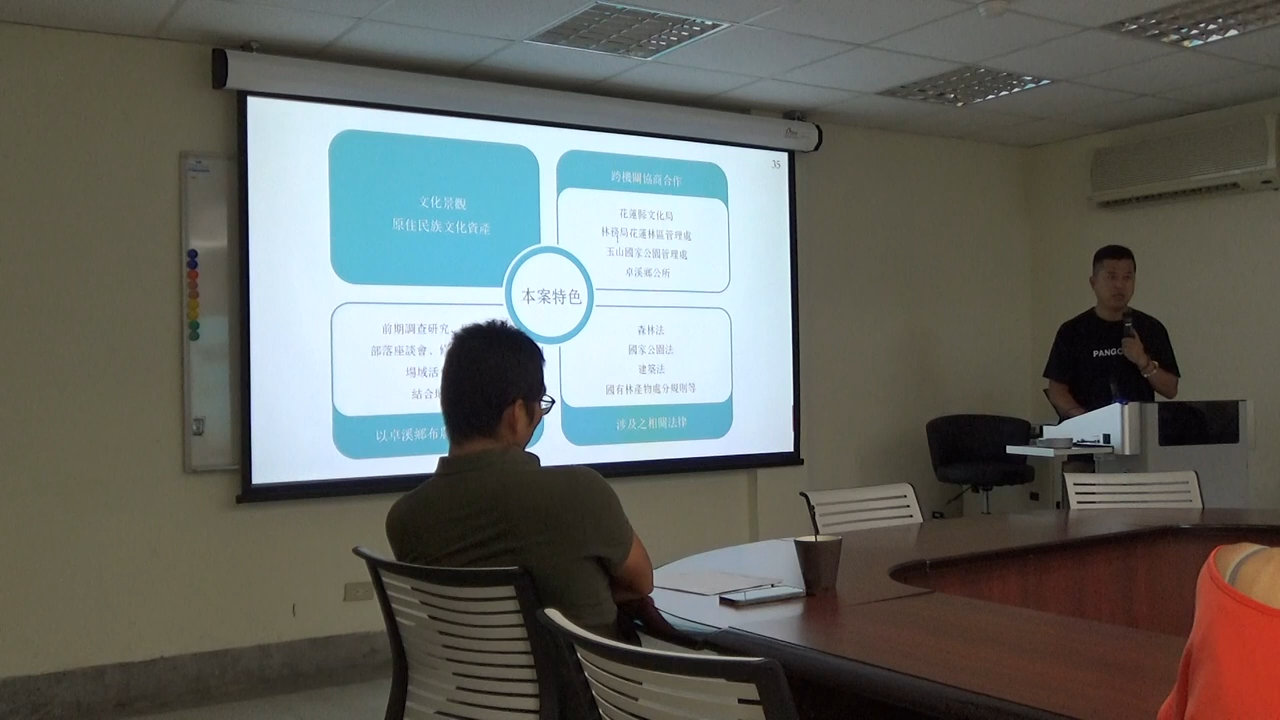 35
文化景觀
原住民族文化資產
跨機關協商合作
花蓮縣文化局
林務局花蓮林區管理處
玉山國家公園管理處
卓溪鄉公所
本案特色
前期調查研究、
部落座談會、
場域活
結合
以卓溪鄉布
森林法
國家公園法
建築法
國有林產物處分規則等
涉及之相關法律
PANGC